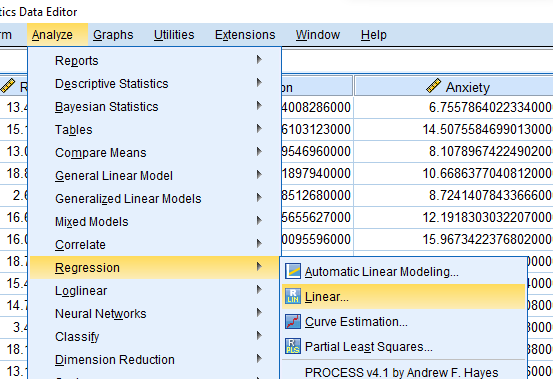 tics Data Editor
rm Analyze Graphs Utilities Extensions Window Help
Reports
Descriptive Statistics
Bayesian Statistics
Tables
Compare Means
General Linear Model
Generalized Linear Models
Mixed Models
Correlate
Regression
Loglinear
Neural Networks
Classify
Dimension Reduction
Automatic Linear Modeling...
Linear...
Curve Estimation...
Partial Least Squares...
PROCESS v4.1 by Andrew F. Hayes
R on Anxiety
13.4 4008286000 6.7557864022334000
15.1 6103123000 14.507558469901300
13.0 9546960000 8.1078967422490200
18.8 1897940000 10.668637704081200
2.6 8512680000 8.7241407843366600
16.6 5655627000 12.191830303220700
16.0 0095596000 15.967342237680200
18.7
15.4
14.7
3.4
18.1
13.1